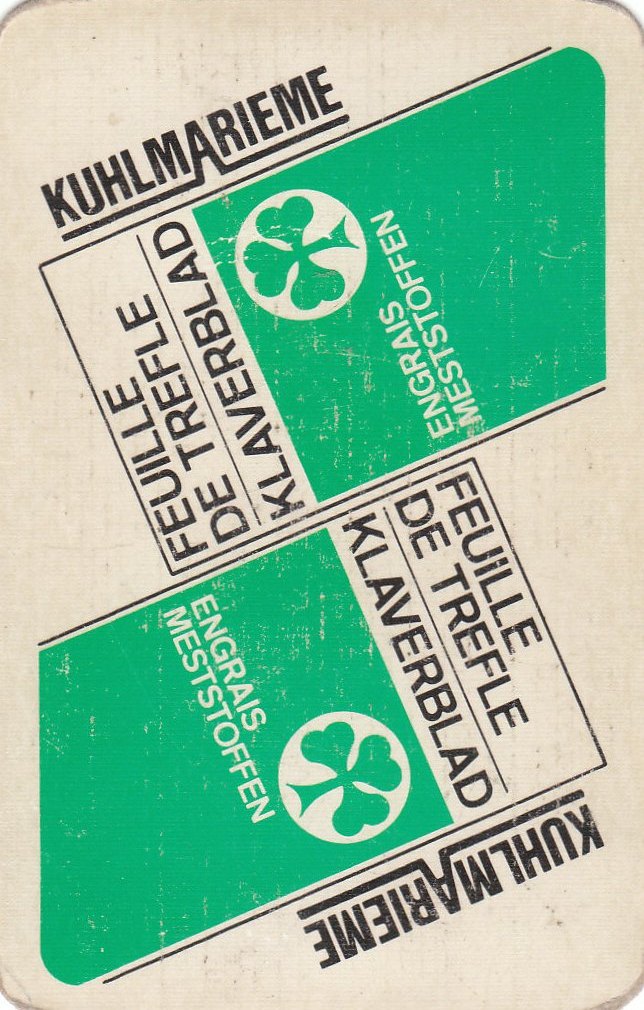 KUHLMARIEME
FEUILLE
DE TREFLE
KLAVERBLAD
ENGRAIS
MESTSTOFFEN
FEUILLE
DE TREFLE
KLAVERBLAD
ENGRAIS
MESTSTOFFEN
KUHLMARIEME